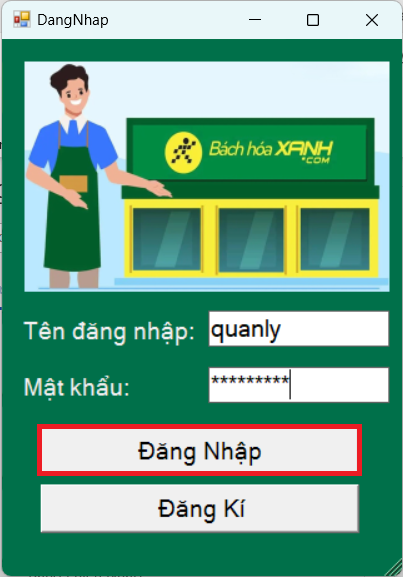 DangNhap
Bách hóa XANH
.COM
Tên đăng nhập: quanly
Mật khẩu: *********
Đăng Nhập
Đăng Kí